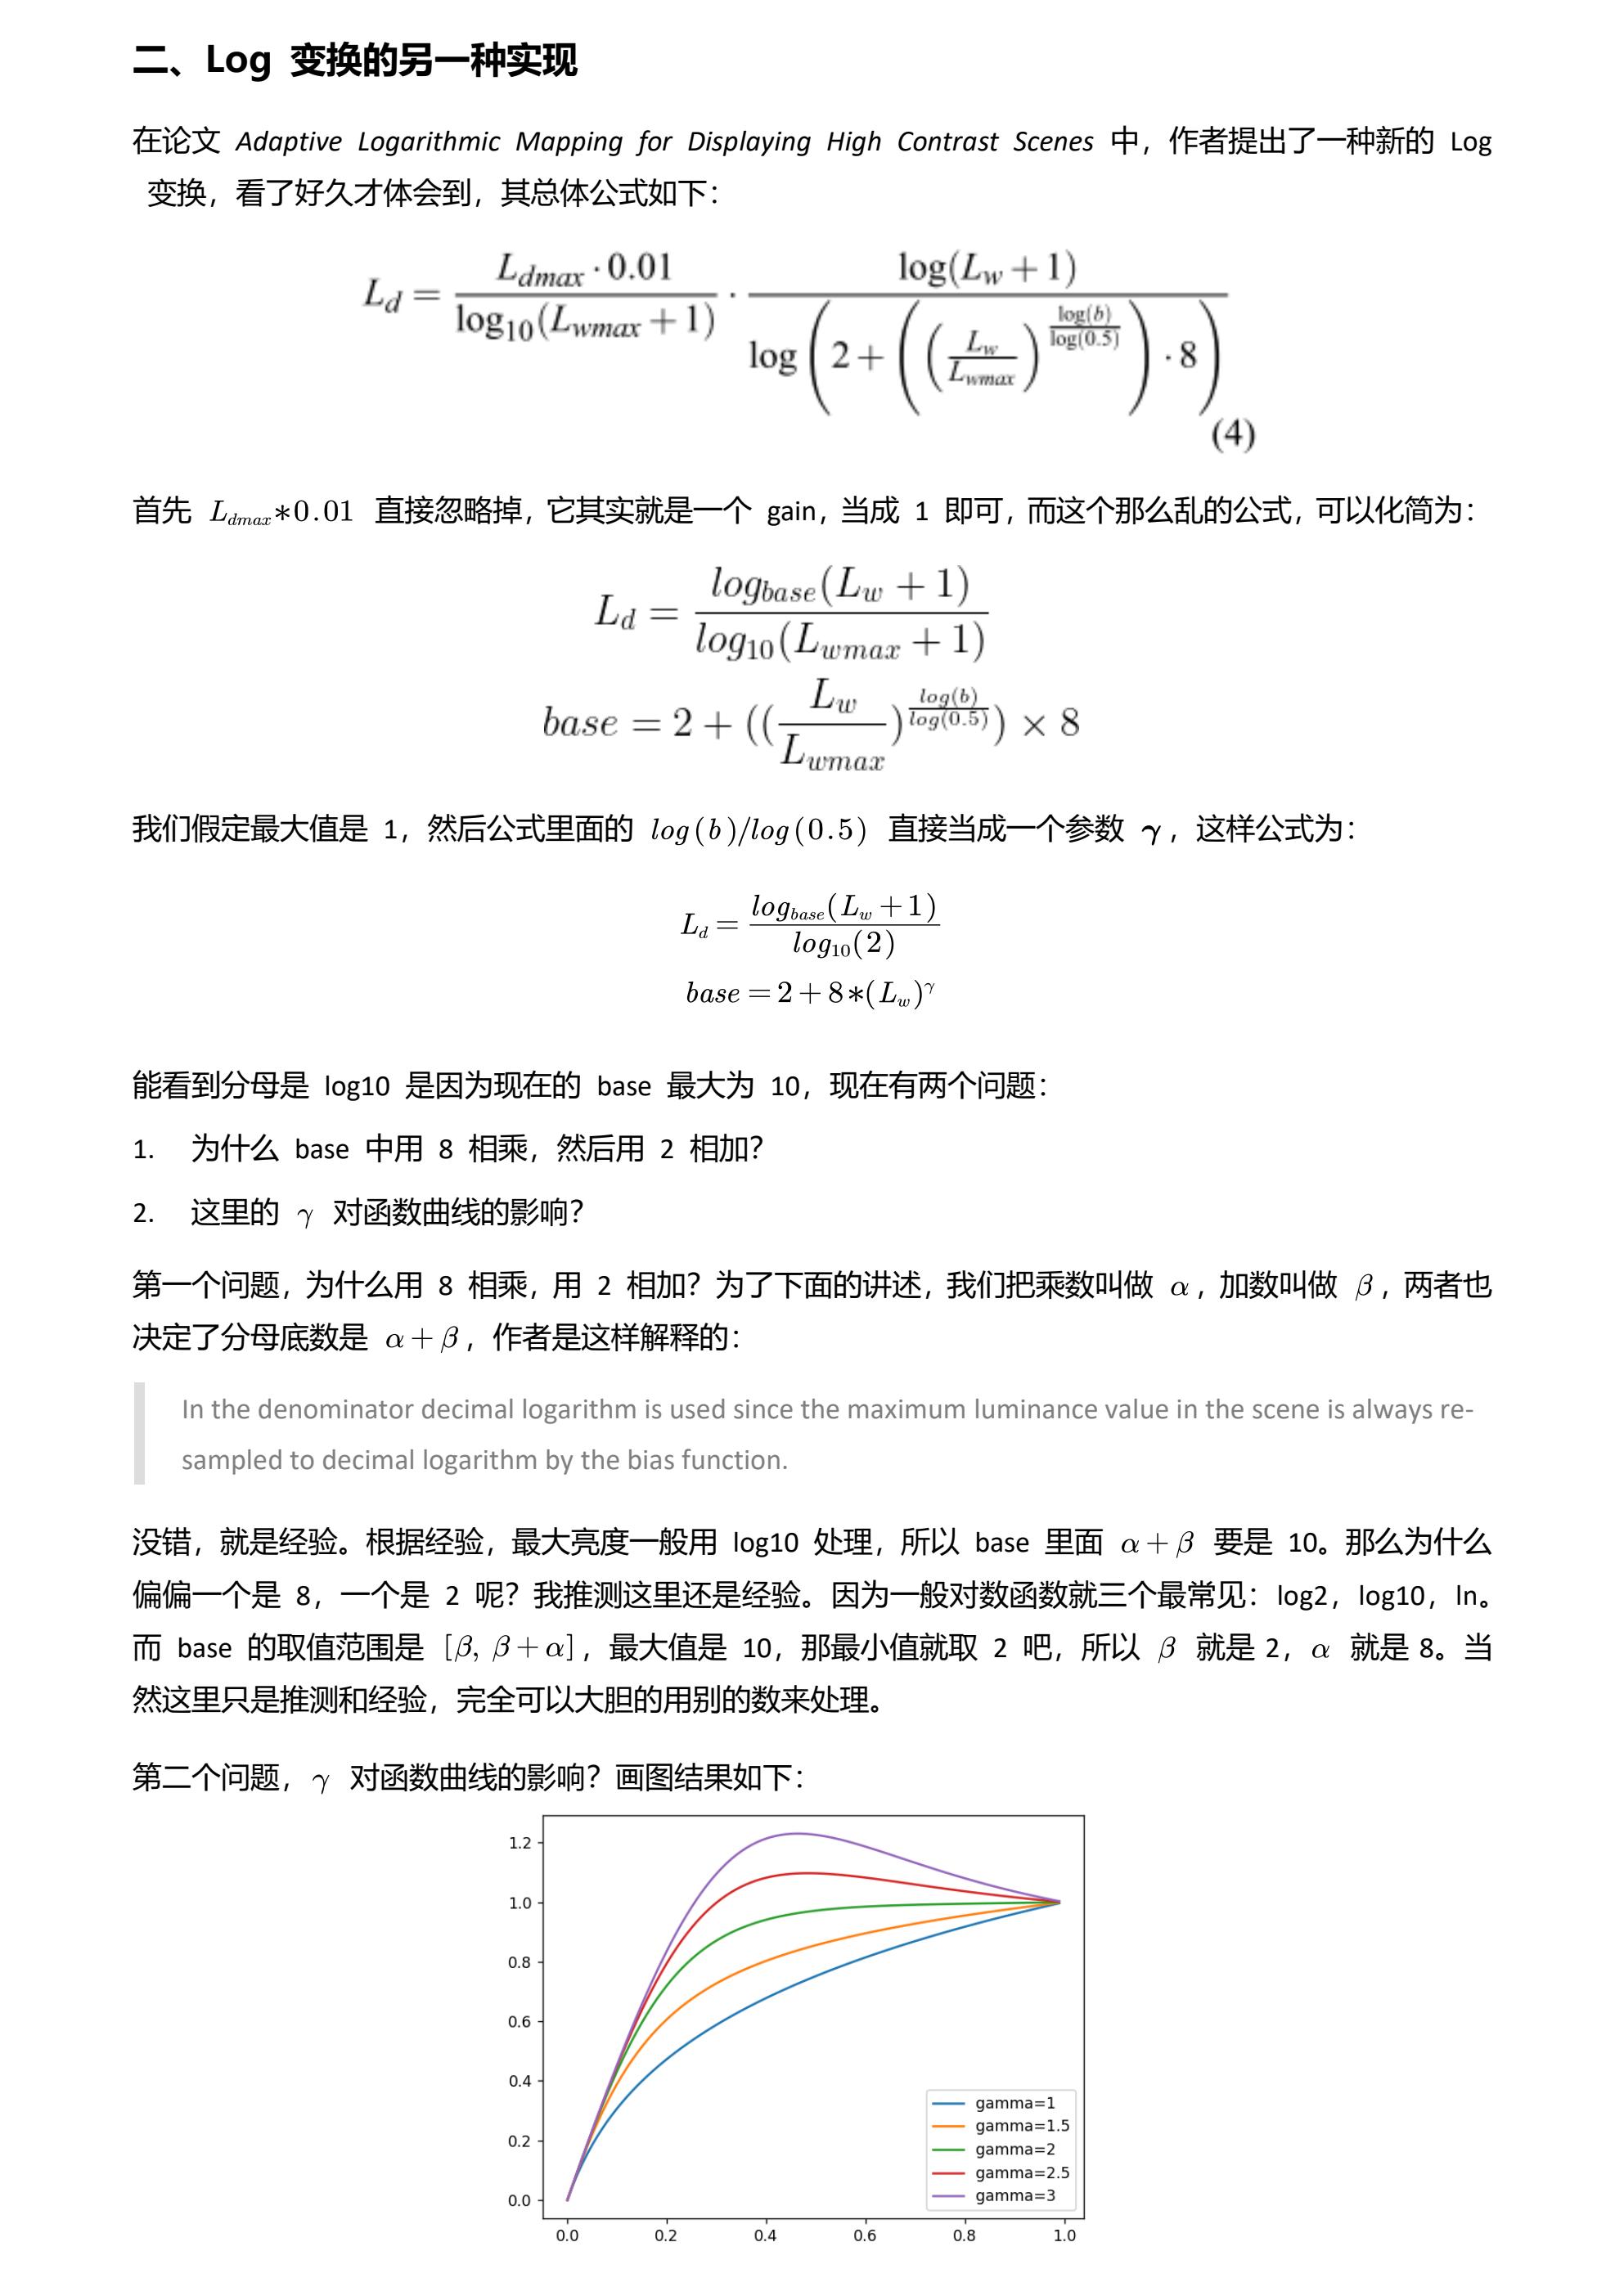 二、Log 变换的另一种实现
在论文 Adaptive Logarithmic Mapping for Displaying High Contrast Scenes 中，作者提出了一种新的 Log
变换，看了好久才体会到，其总体公式如下：
L_d = \frac{L_{dmax} \cdot 0.01}{\log_{10}(L_{wmax}+1)} \cdot \frac{\log(L_w+1)}{\log\left(2+\left(\left(\frac{L_w}{L_{wmax}}\right)^{\frac{\log(b)}{\log(0.5)}}\right)\cdot 8\right)}
(4)
首先 L_{dmax}*0.01 直接忽略掉，它其实就是一个 gain，当成 1 即可，而这个那么乱的公式，可以化简为：
L_d = \frac{log_{base}(L_w+1)}{log_{10}(L_{wmax}+1)}
base = 2 + ((\frac{L_w}{L_{wmax}})^{\frac{log(b)}{log(0.5)}}) × 8
我们假定最大值是 1，然后公式里面的 log(b)/log(0.5) 直接当成一个参数 γ，这样公式为：
L_d = \frac{log_{base}(L_w+1)}{log_{10}(2)}
base = 2+8*(L_w)^γ
能看到分母是 log10 是因为现在的 base 最大为 10，现在有两个问题：
1. 为什么 base 中用 8 相乘，然后用 2 相加？
2. 这里的 γ 对函数曲线的影响？
第一个问题，为什么用 8 相乘，用 2 相加？为了下面的讲述，我们把乘数叫做 α，加数叫做 β，两者也
决定了分母底数是 α+β，作者是这样解释的：
In the denominator decimal logarithm is used since the maximum luminance value in the scene is always re-
sampled to decimal logarithm by the bias function.
没错，就是经验。根据经验，最大亮度一般用 log10 处理，所以 base 里面 α+β 要是 10。那么为什么
偏偏一个是 8，一个是 2 呢？我推测这里还是经验。因为一般对数函数就三个最常见：log2，log10，ln。
而 base 的取值范围是 [β, β+α]，最大值是 10，那最小值就取 2 吧，所以 β 就是 2，α 就是 8。当
然这里只是推测和经验，完全可以大胆的用别的数来处理。
第二个问题，γ 对函数曲线的影响？画图结果如下：
1.2
1.0
0.8
0.6
0.4
0.2
0.0
gamma=1
gamma=1.5
gamma=2
gamma=2.5
gamma=3
0.0 0.2 0.4 0.6 0.8 1.0